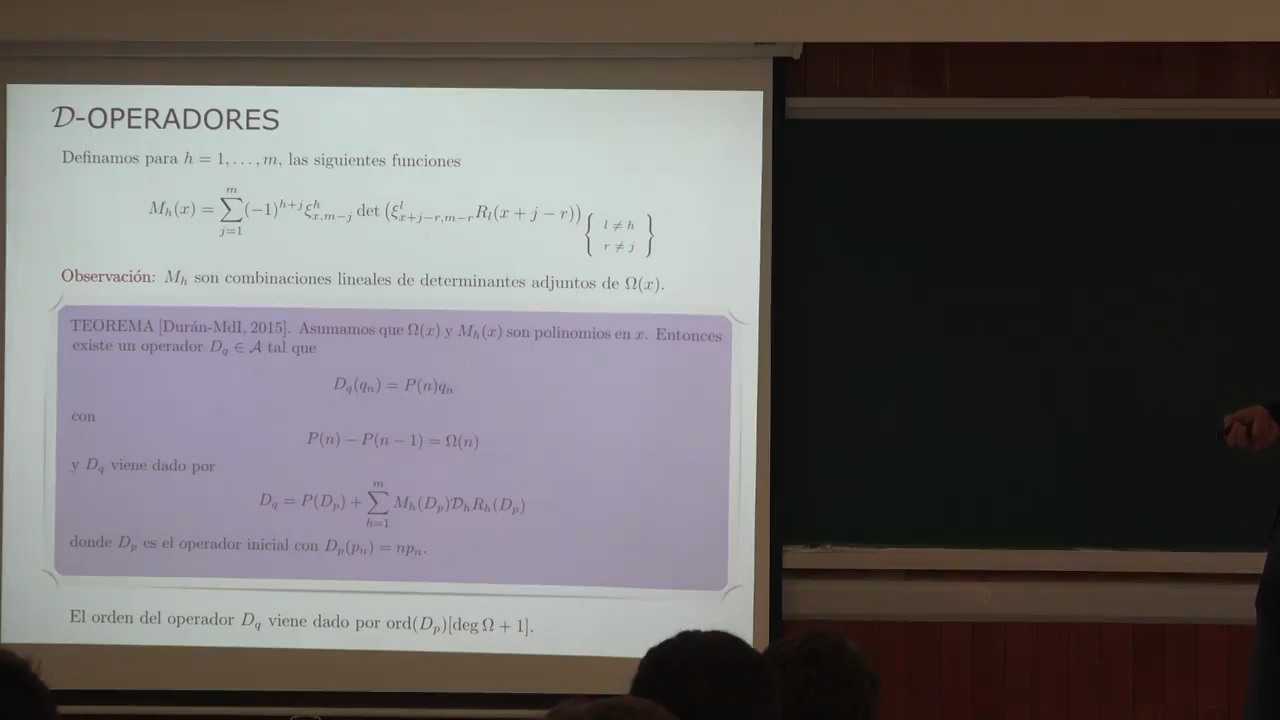 𝒟-OPERADORES
Definamos para h = 1, . . . , m, las siguientes funciones
M_h(x) = \sum_{j=1}^{m} (-1)^{h+j} ξ^h_{x,m-j} det (ξ^l_{x+j-r,m-r} R_l(x + j - r))_{\{ l ≠ h, r ≠ j \}}
Observación: M_h son combinaciones lineales de determinantes adjuntos de Ω(x).
TEOREMA [Durán-MdI, 2015]. Asumamos que Ω(x) y M_h(x) son polinomios en x. Entonces
existe un operador D_q ∈ 𝒜 tal que
D_q(q_n) = P(n)q_n
con
P(n) − P(n − 1) = Ω(n)
y D_q viene dado por
D_q = P(D_p) + \sum_{h=1}^{m} M_h(D_p)𝒟_hR_h(D_p)
donde D_p es el operador inicial con D_p(p_n) = np_n.
El orden del operador D_q viene dado por ord(D_p)[deg Ω + 1].